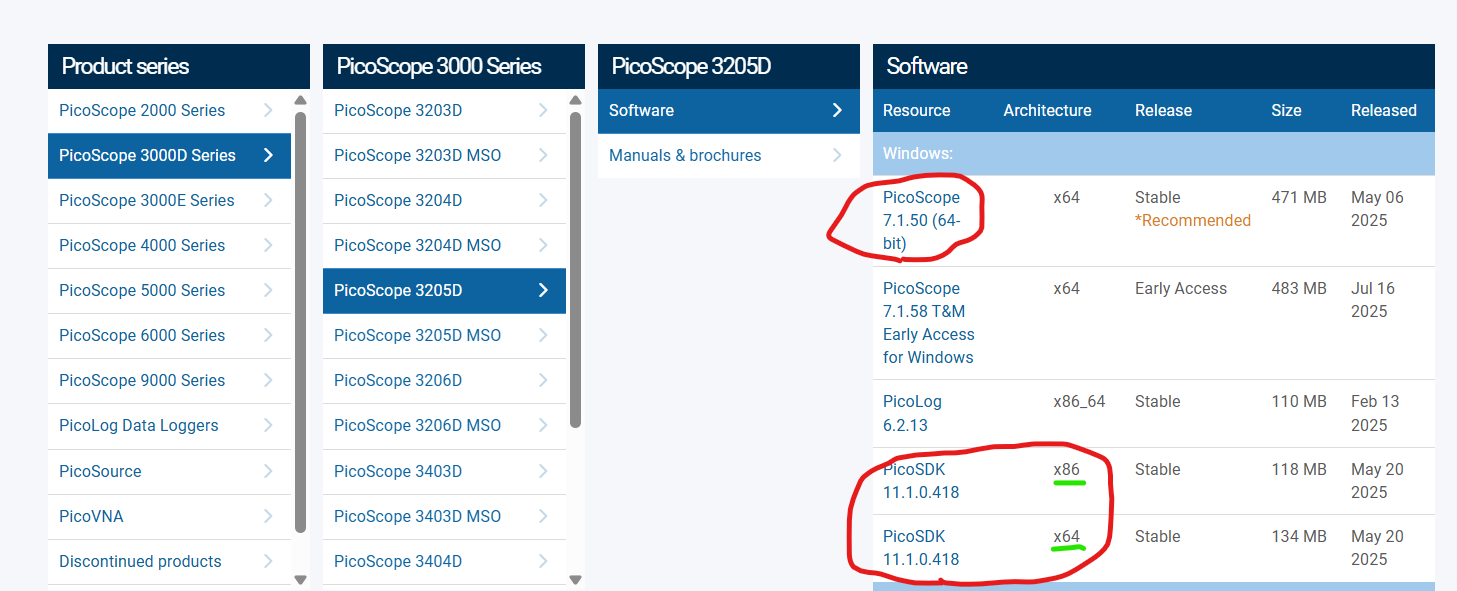 Product series
PicoScope 2000 Series
PicoScope 3000D Series
PicoScope 3000E Series
PicoScope 4000 Series
PicoScope 5000 Series
PicoScope 6000 Series
PicoScope 9000 Series
PicoLog Data Loggers
PicoSource
PicoVNA
Discontinued products
PicoScope 3000 Series
PicoScope 3203D
PicoScope 3203D MSO
PicoScope 3204D
PicoScope 3204D MSO
PicoScope 3205D
PicoScope 3205D MSO
PicoScope 3206D
PicoScope 3206D MSO
PicoScope 3403D
PicoScope 3403D MSO
PicoScope 3404D
PicoScope 3205D
Software
Manuals & brochures
Software
Resource Architecture Release Size Released
Windows:
PicoScope x64 Stable 471 MB May 06
7.1.50 (64- *Recommended 2025
bit)
PicoScope x64 Early Access 483 MB Jul 16
7.1.58 T&M 2025
Early Access
for Windows
PicoLog x86_64 Stable 110 MB Feb 13
6.2.13 2025
PicoSDK x86 Stable 118 MB May 20
11.1.0.418 2025
PicoSDK x64 Stable 134 MB May 20
11.1.0.418 2025